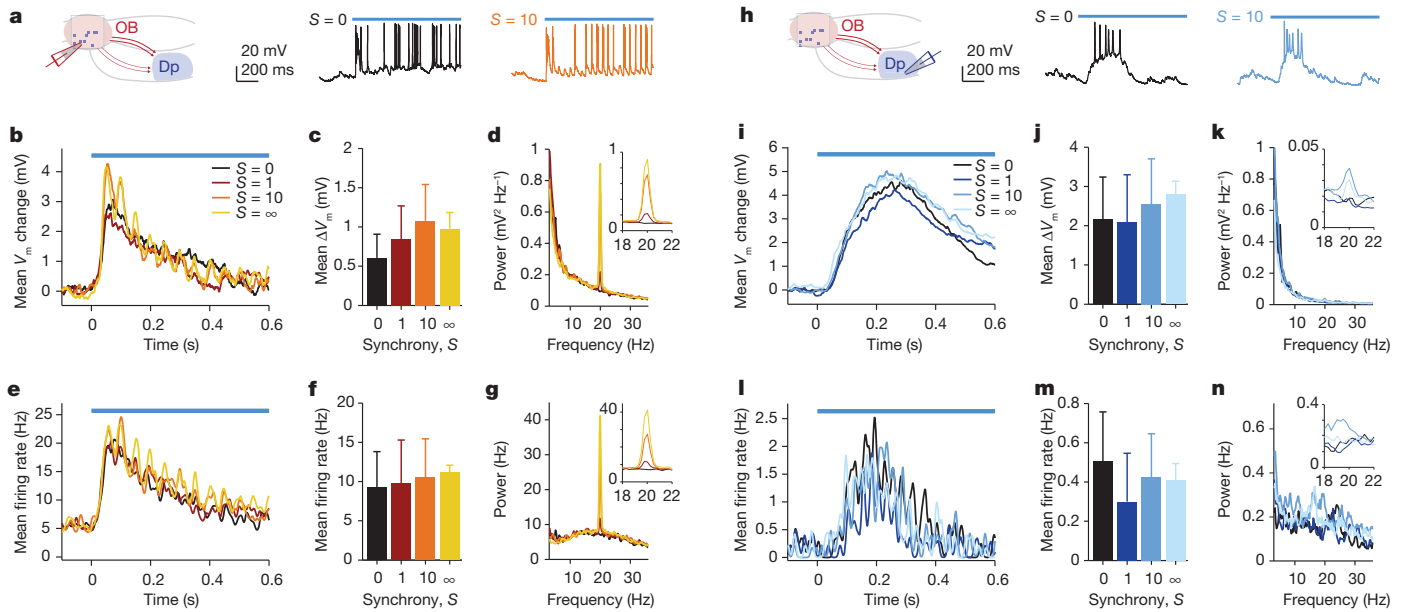 a
OB
Dp
20 mV
200 ms
S = 0
S = 10
h
OB
Dp
20 mV
200 ms
S = 0
S = 10
b
Mean Vm change (mV)
4
3
2
1
0
S = 0
S = 1
S = 10
S = ∞
0 0.2 0.4 0.6
Time (s)
c
Mean ΔVm (mV)
2
1.5
1.0
0.5
0
0 1 10 ∞
Synchrony, S
d
Power (mV² Hz⁻¹)
1
0.8
0.6
0.4
0.2
0
1
0
18 20 22
10 20 30
Frequency (Hz)
i
Mean Vm change (mV)
6
5
4
3
2
1
0
S = 0
S = 1
S = 10
S = ∞
0 0.2 0.4 0.6
Time (s)
j
Mean ΔVm (mV)
4
3
2
1
0
0 1 10 ∞
Synchrony, S
k
Power (mV² Hz⁻¹)
1
0.8
0.6
0.4
0.2
0
0.05
0
18 20 22
10 20 30
Frequency (Hz)
e
Mean firing rate (Hz)
25
20
15
10
5
0
0 0.2 0.4 0.6
Time (s)
f
Mean firing rate (Hz)
20
15
10
5
0
0 1 10 ∞
Synchrony, S
g
Power (Hz)
40
30
20
10
0
40
0
18 20 22
10 20 30
Frequency (Hz)
l
Mean firing rate (Hz)
2.5
2
1.5
1
0.5
0
0 0.2 0.4 0.6
Time (s)
m
Mean firing rate (Hz)
0.8
0.6
0.4
0.2
0
0 1 10 ∞
Synchrony, S
n
Power (Hz)
0.6
0.4
0.2
0
0.4
0
18 20 22
10 20 30
Frequency (Hz)